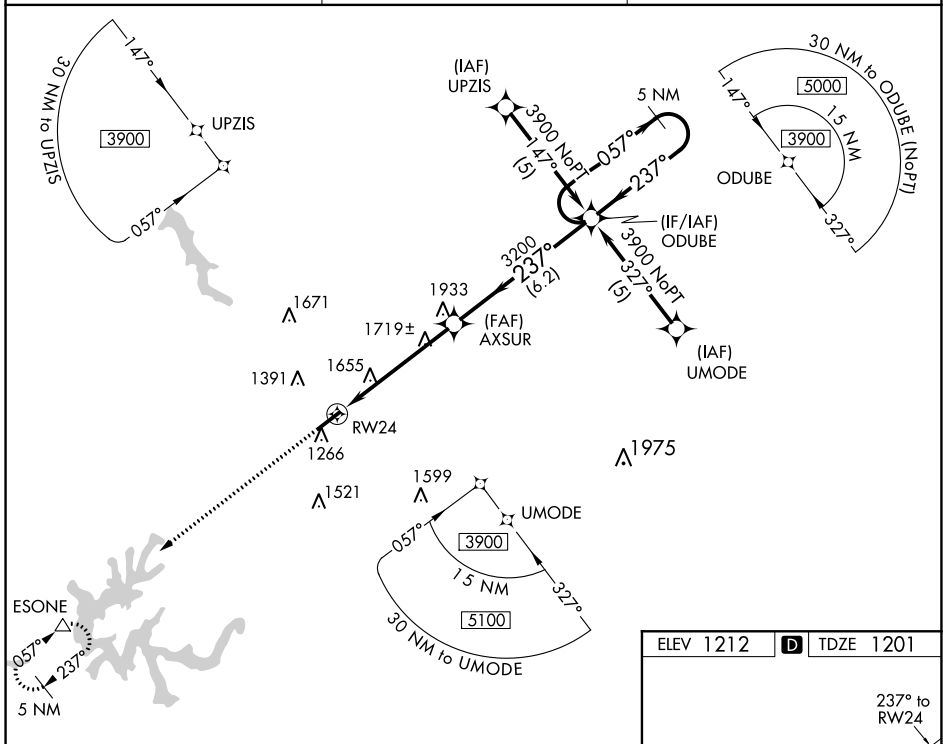 147°
30 NM to UPZIS
3900
UPZIS
057°
(IAF)
UPZIS
3900 NoPT
147°
(5)
5 NM
057°
237°
30 NM to ODUBE (NoPT)
5000
15 NM
3900
147°
ODUBE
327°
(IF/IAF)
ODUBE
3900 NoPT
327°
(5)
(IAF)
UMODE
3200
237°
(6.2)
(FAF)
AXSUR
1933
1719±
1671
1655
1391
RW24
1266
1521
1599
1975
UMODE
057°
3900
15 NM
327°
5100
30 NM to UMODE
ESONE
057°
237°
5 NM
ELEV 1212 D TDZE 1201
237° to
RW24